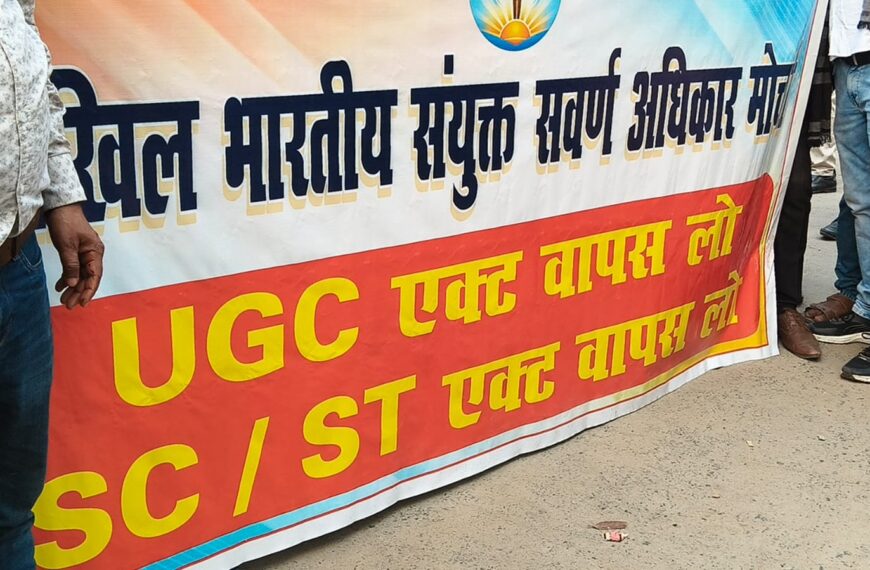 भारतीय संयुक्त सवर्ण अधिकार
UGC एक्ट वापस लो
SC / ST एक्ट वापस लो